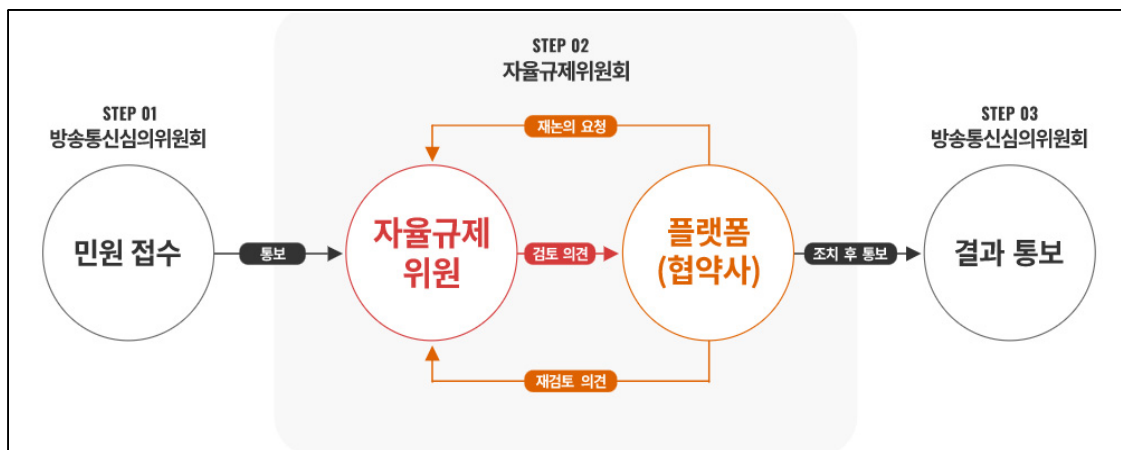 STEP 02
자율규제위원회
STEP 01
방송통신심의위원회
STEP 03
방송통신심의위원회
재논의 요청
민원 접수
통보
자율규제
위원
검토 의견
플랫폼
(협약사)
조치 후 통보
결과 통보
재검토 의견